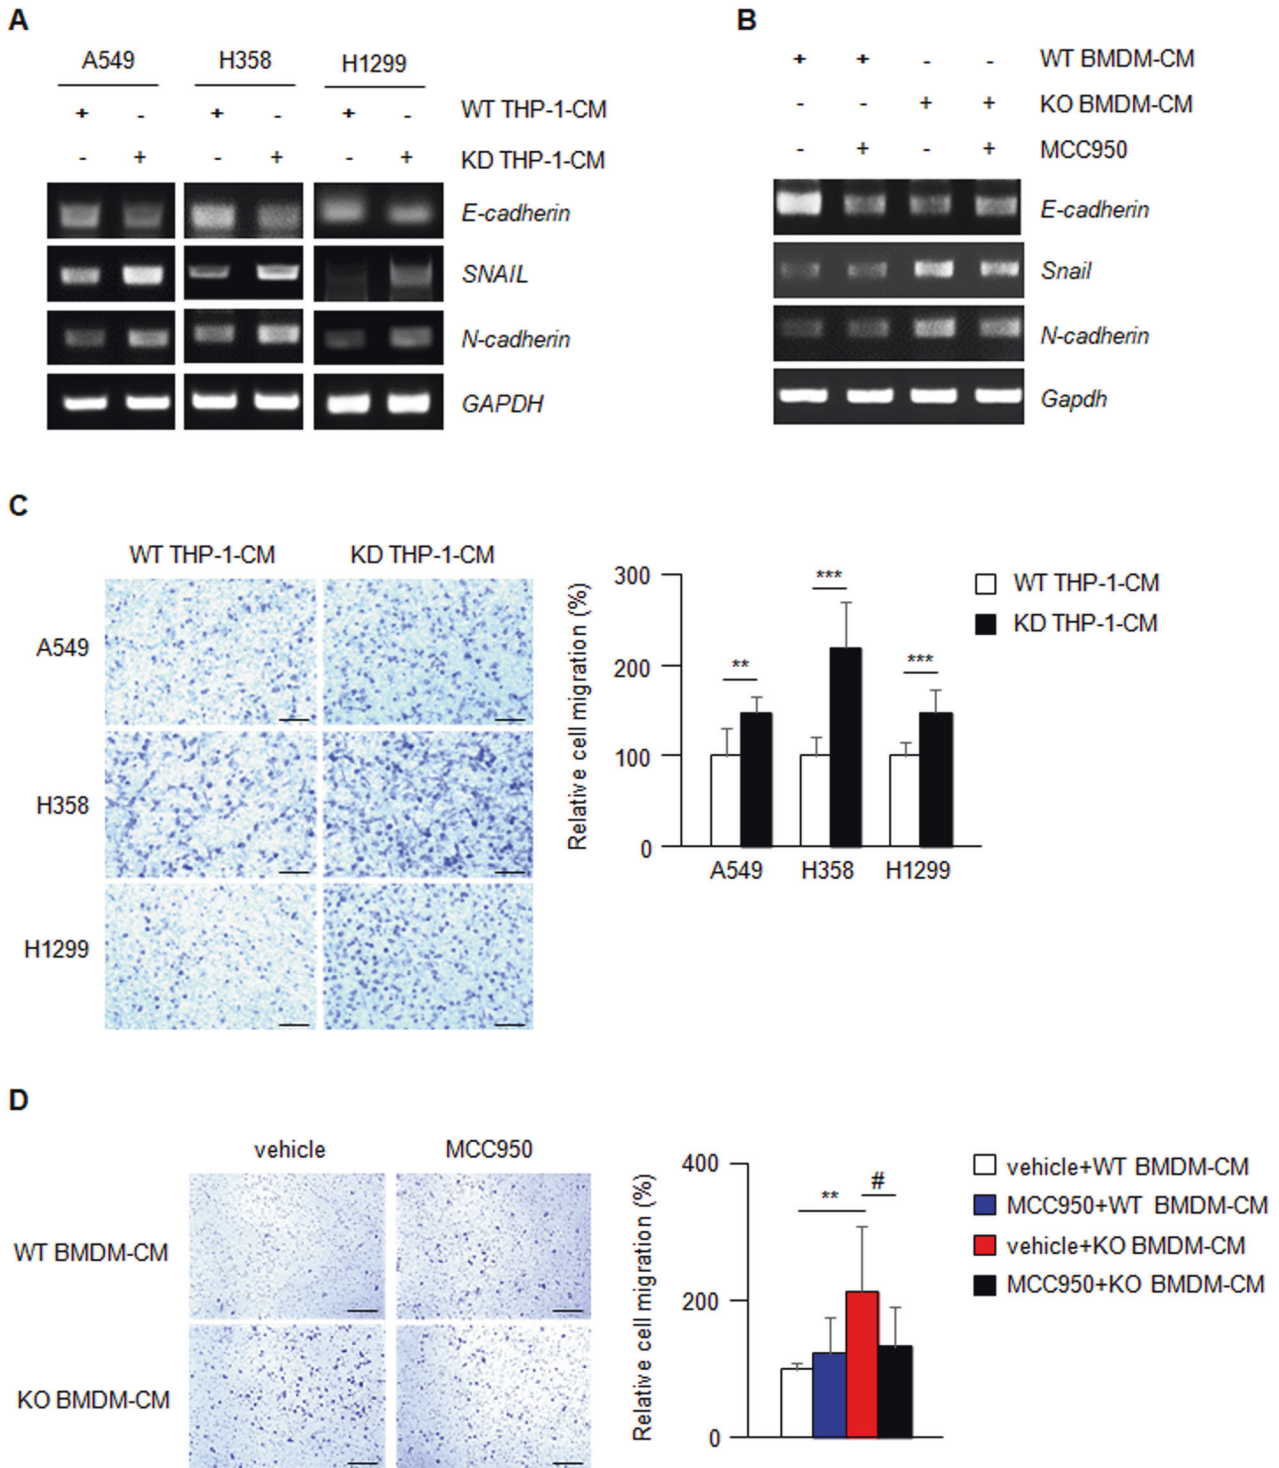 A
A549 H358 H1299
+ - + - + - WT THP-1-CM
- + - + - + KD THP-1-CM
E-cadherin
SNAIL
N-cadherin
GAPDH
B
+ + - - WT BMDM-CM
- - + + KO BMDM-CM
- + - + MCC950
E-cadherin
Snail
N-cadherin
Gapdh
C
WT THP-1-CM KD THP-1-CM
A549
H358
H1299
Relative cell migration (%)
300
200
100
0
** *** ***
A549 H358 H1299
WT THP-1-CM
KD THP-1-CM
D
vehicle MCC950
WT BMDM-CM
KO BMDM-CM
Relative cell migration (%)
400
200
0
** #
vehicle+WT BMDM-CM
MCC950+WT BMDM-CM
vehicle+KO BMDM-CM
MCC950+KO BMDM-CM